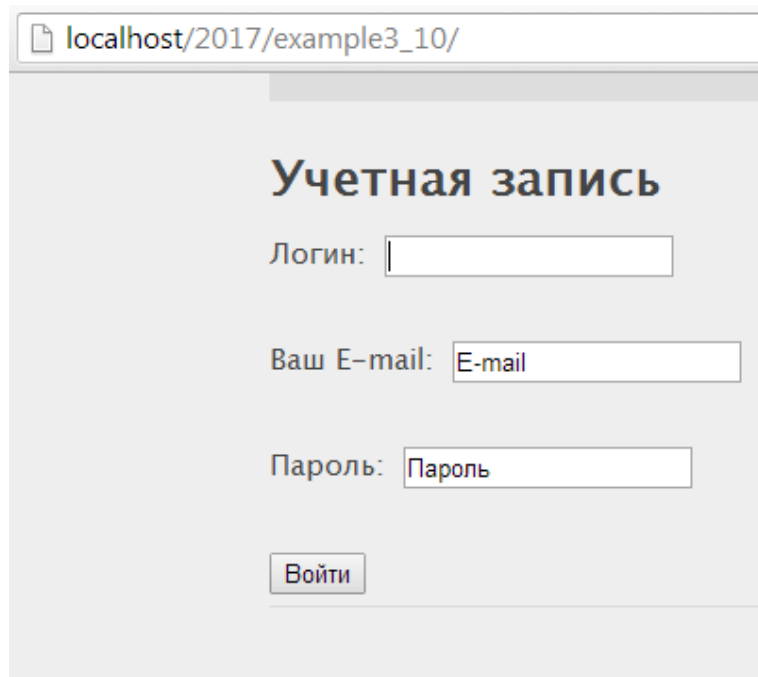 localhost/2017/example3_10/
Учетная запись
Логин:
Ваш E-mail: E-mail
Пароль: Пароль
Войти